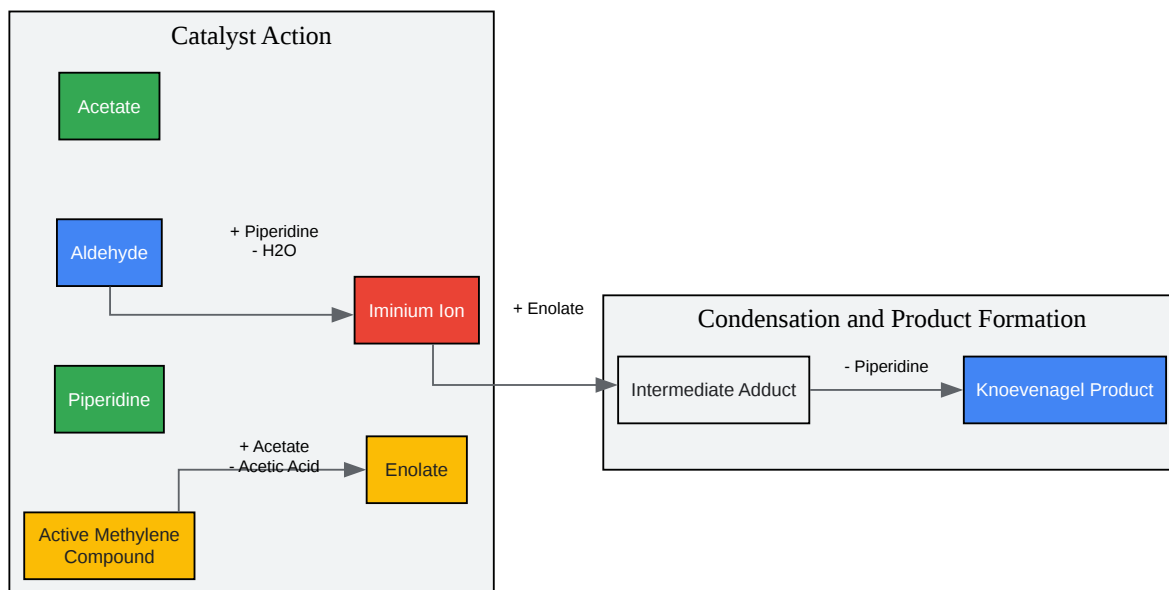 Catalyst Action
Acetate
Aldehyde
+ Piperidine
- H2O
Iminium Ion
+ Enolate
Condensation and Product Formation
Intermediate Adduct
- Piperidine
Knoevenagel Product
Piperidine
+ Acetate
- Acetic Acid
Enolate
Active Methylene
Compound